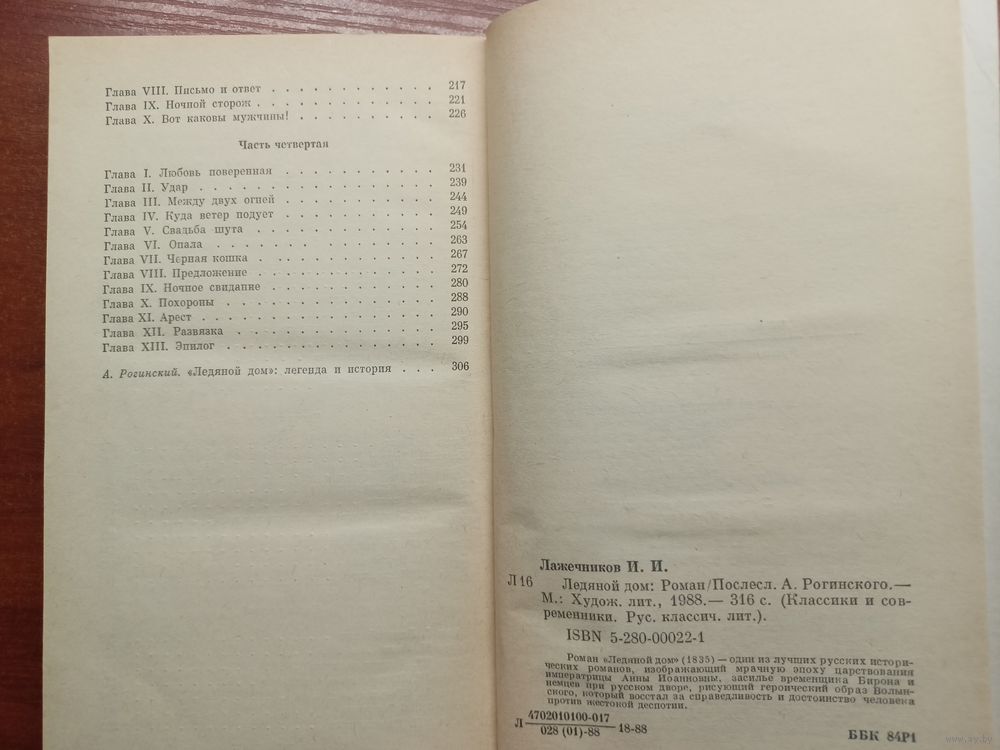 Глава VIII. Письмо и ответ . . . . . . . . . . . . 217
Глава IX. Ночной сторож . . . . . . . . . . . . . 221
Глава X. Вот каковы мужчины! . . . . . . . . . . 226
Часть четвертая
Глава I. Любовь поверенная . . . . . . . . . . . 231
Глава II. Удар . . . . . . . . . . . . . . . . . 239
Глава III. Между двух огней . . . . . . . . . . . 244
Глава IV. Куда ветер подует . . . . . . . . . . . 249
Глава V. Свадьба шута . . . . . . . . . . . . . . 254
Глава VI. Опала . . . . . . . . . . . . . . . . 263
Глава VII. Черная кошка . . . . . . . . . . . . . 267
Глава VIII. Предложение . . . . . . . . . . . . . 272
Глава IX. Ночное свидание . . . . . . . . . . . . 280
Глава X. Похороны . . . . . . . . . . . . . . . 288
Глава XI. Арест . . . . . . . . . . . . . . . . . 290
Глава XII. Развязка . . . . . . . . . . . . . . . 295
Глава XIII. Эпилог . . . . . . . . . . . . . . . 299
А. Рогинский. «Ледяной дом»: легенда и история . . . 306
Лажечников И. И.
Л16 Ледяной дом: Роман/Послесл. А. Рогинского.—
М.: Худож. лит., 1988.— 316 с. (Классики и сов-
ременники. Рус. классич. лит.).
ISBN 5-280-00022-1
Роман «Ледяной дом» (1835) — один из лучших русских истори-
ческих романов, изображающий мрачную эпоху царствования
императрицы Анны Иоанновны, засилье временщика Бирона и
немцев при русском дворе, рисующий героический образ Волын-
ского, который восстал за справедливость и достоинство человека
против жестокой деспотии.
Л 4702010100-017
028 (01)-88 18-88
ББК 84Р1
www.ay.by